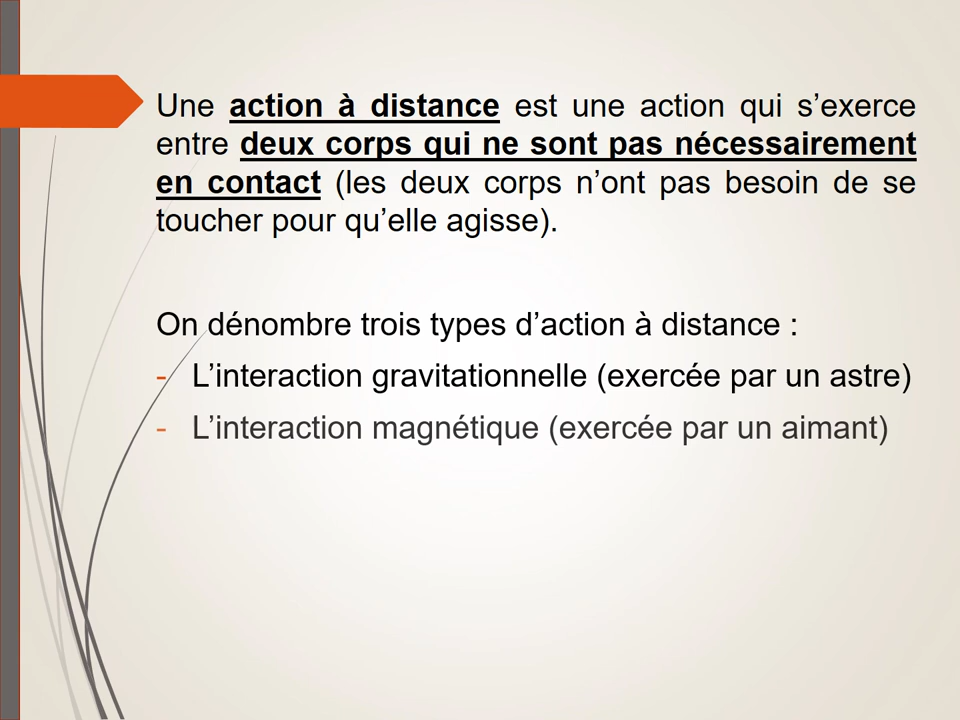 Une action à distance est une action qui s’exerce
entre deux corps qui ne sont pas nécessairement
en contact (les deux corps n’ont pas besoin de se
toucher pour qu’elle agisse).
On dénombre trois types d’action à distance :
- L’interaction gravitationnelle (exercée par un astre)
- L’interaction magnétique (exercée par un aimant)